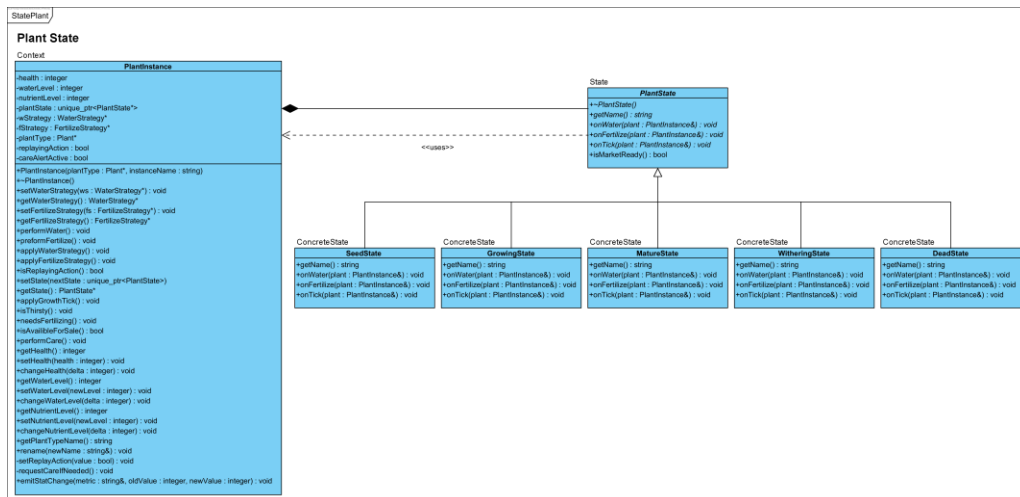 StatePlant
Plant State
Context
PlantInstance
-health : integer
-waterLevel : integer
-nutrientLevel : integer
-plantState : unique_ptr<PlantState*>
-wStrategy : WaterStrategy*
-fStrategy : FertilizeStrategy*
-plantType : Plant*
-replayingAction : bool
-careAlertActive : bool
+PlantInstance(plantType : Plant*, instanceName : string)
+~PlantInstance()
+setWaterStrategy(ws : WaterStrategy*) : void
+getWaterStrategy() : WaterStrategy*
+setFertilizeStrategy(fs : FertilizeStrategy*) : void
+getFertilizeStrategy() : FertilizeStrategy*
+performWater() : void
+preformFertilize() : void
+applyWaterStrategy() : void
+applyFertilizeStrategy() : void
+isReplayingAction() : bool
+setState(nextState : unique_ptr<PlantState>)
+getState() : PlantState*
+applyGrowthTick() : void
+isThirsty() : void
+needsFertilizing() : void
+isAvailibleForSale() : bool
+performCare() : void
+getHealth() : integer
+setHealth(health : integer) : void
+changeHealth(delta : integer) : void
+getWaterLevel() : integer
+setWaterLevel(newLevel : integer) : void
+changeWaterLevel(delta : integer) : void
+getNutrientLevel() : integer
+setNutrientLevel(newLevel : integer) : void
+changeNutrientLevel(delta : integer) : void
+getPlantTypeName() : string
+rename(newName : string&) : void
-setReplayAction(value : bool) : void
-requestCareIfNeeded() : void
+emitStatChange(metric : string&, oldValue : integer, newValue : integer) : void
<<uses>>
State
PlantState
+~PlantState()
+getName() : string
+onWater(plant : PlantInstance&) : void
+onFertilize(plant : PlantInstance&) : void
+onTick(plant : PlantInstance&) : void
+isMarketReady() : bool
ConcreteState
SeedState
+getName() : string
+onWater(plant : PlantInstance&) : void
+onFertilize(plant : PlantInstance&) : void
+onTick(plant : PlantInstance&) : void
ConcreteState
GrowingState
+getName() : string
+onWater(plant : PlantInstance&) : void
+onFertilize(plant : PlantInstance&) : void
+onTick(plant : PlantInstance&) : void
ConcreteState
MatureState
+getName() : string
+onWater(plant : PlantInstance&) : void
+onFertilize(plant : PlantInstance&) : void
+onTick(plant : PlantInstance&) : void
ConcreteState
WitheringState
+getName() : string
+onWater(plant : PlantInstance&) : void
+onFertilize(plant : PlantInstance&) : void
+onTick(plant : PlantInstance&) : void
ConcreteState
DeadState
+getName() : string
+onWater(plant : PlantInstance&) : void
+onFertilize(plant : PlantInstance&) : void
+onTick(plant : PlantInstance&) : void